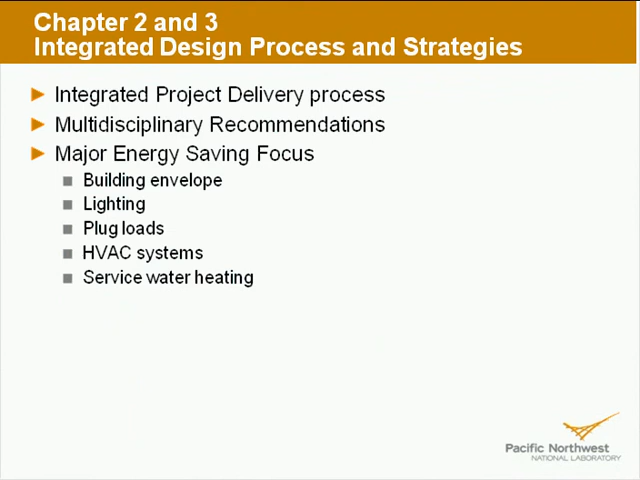 Chapter 2 and 3
Integrated Design Process and Strategies
Integrated Project Delivery process
Multidisciplinary Recommendations
Major Energy Saving Focus
Building envelope
Lighting
Plug loads
HVAC systems
Service water heating
Pacific Northwest
NATIONAL LABORATORY